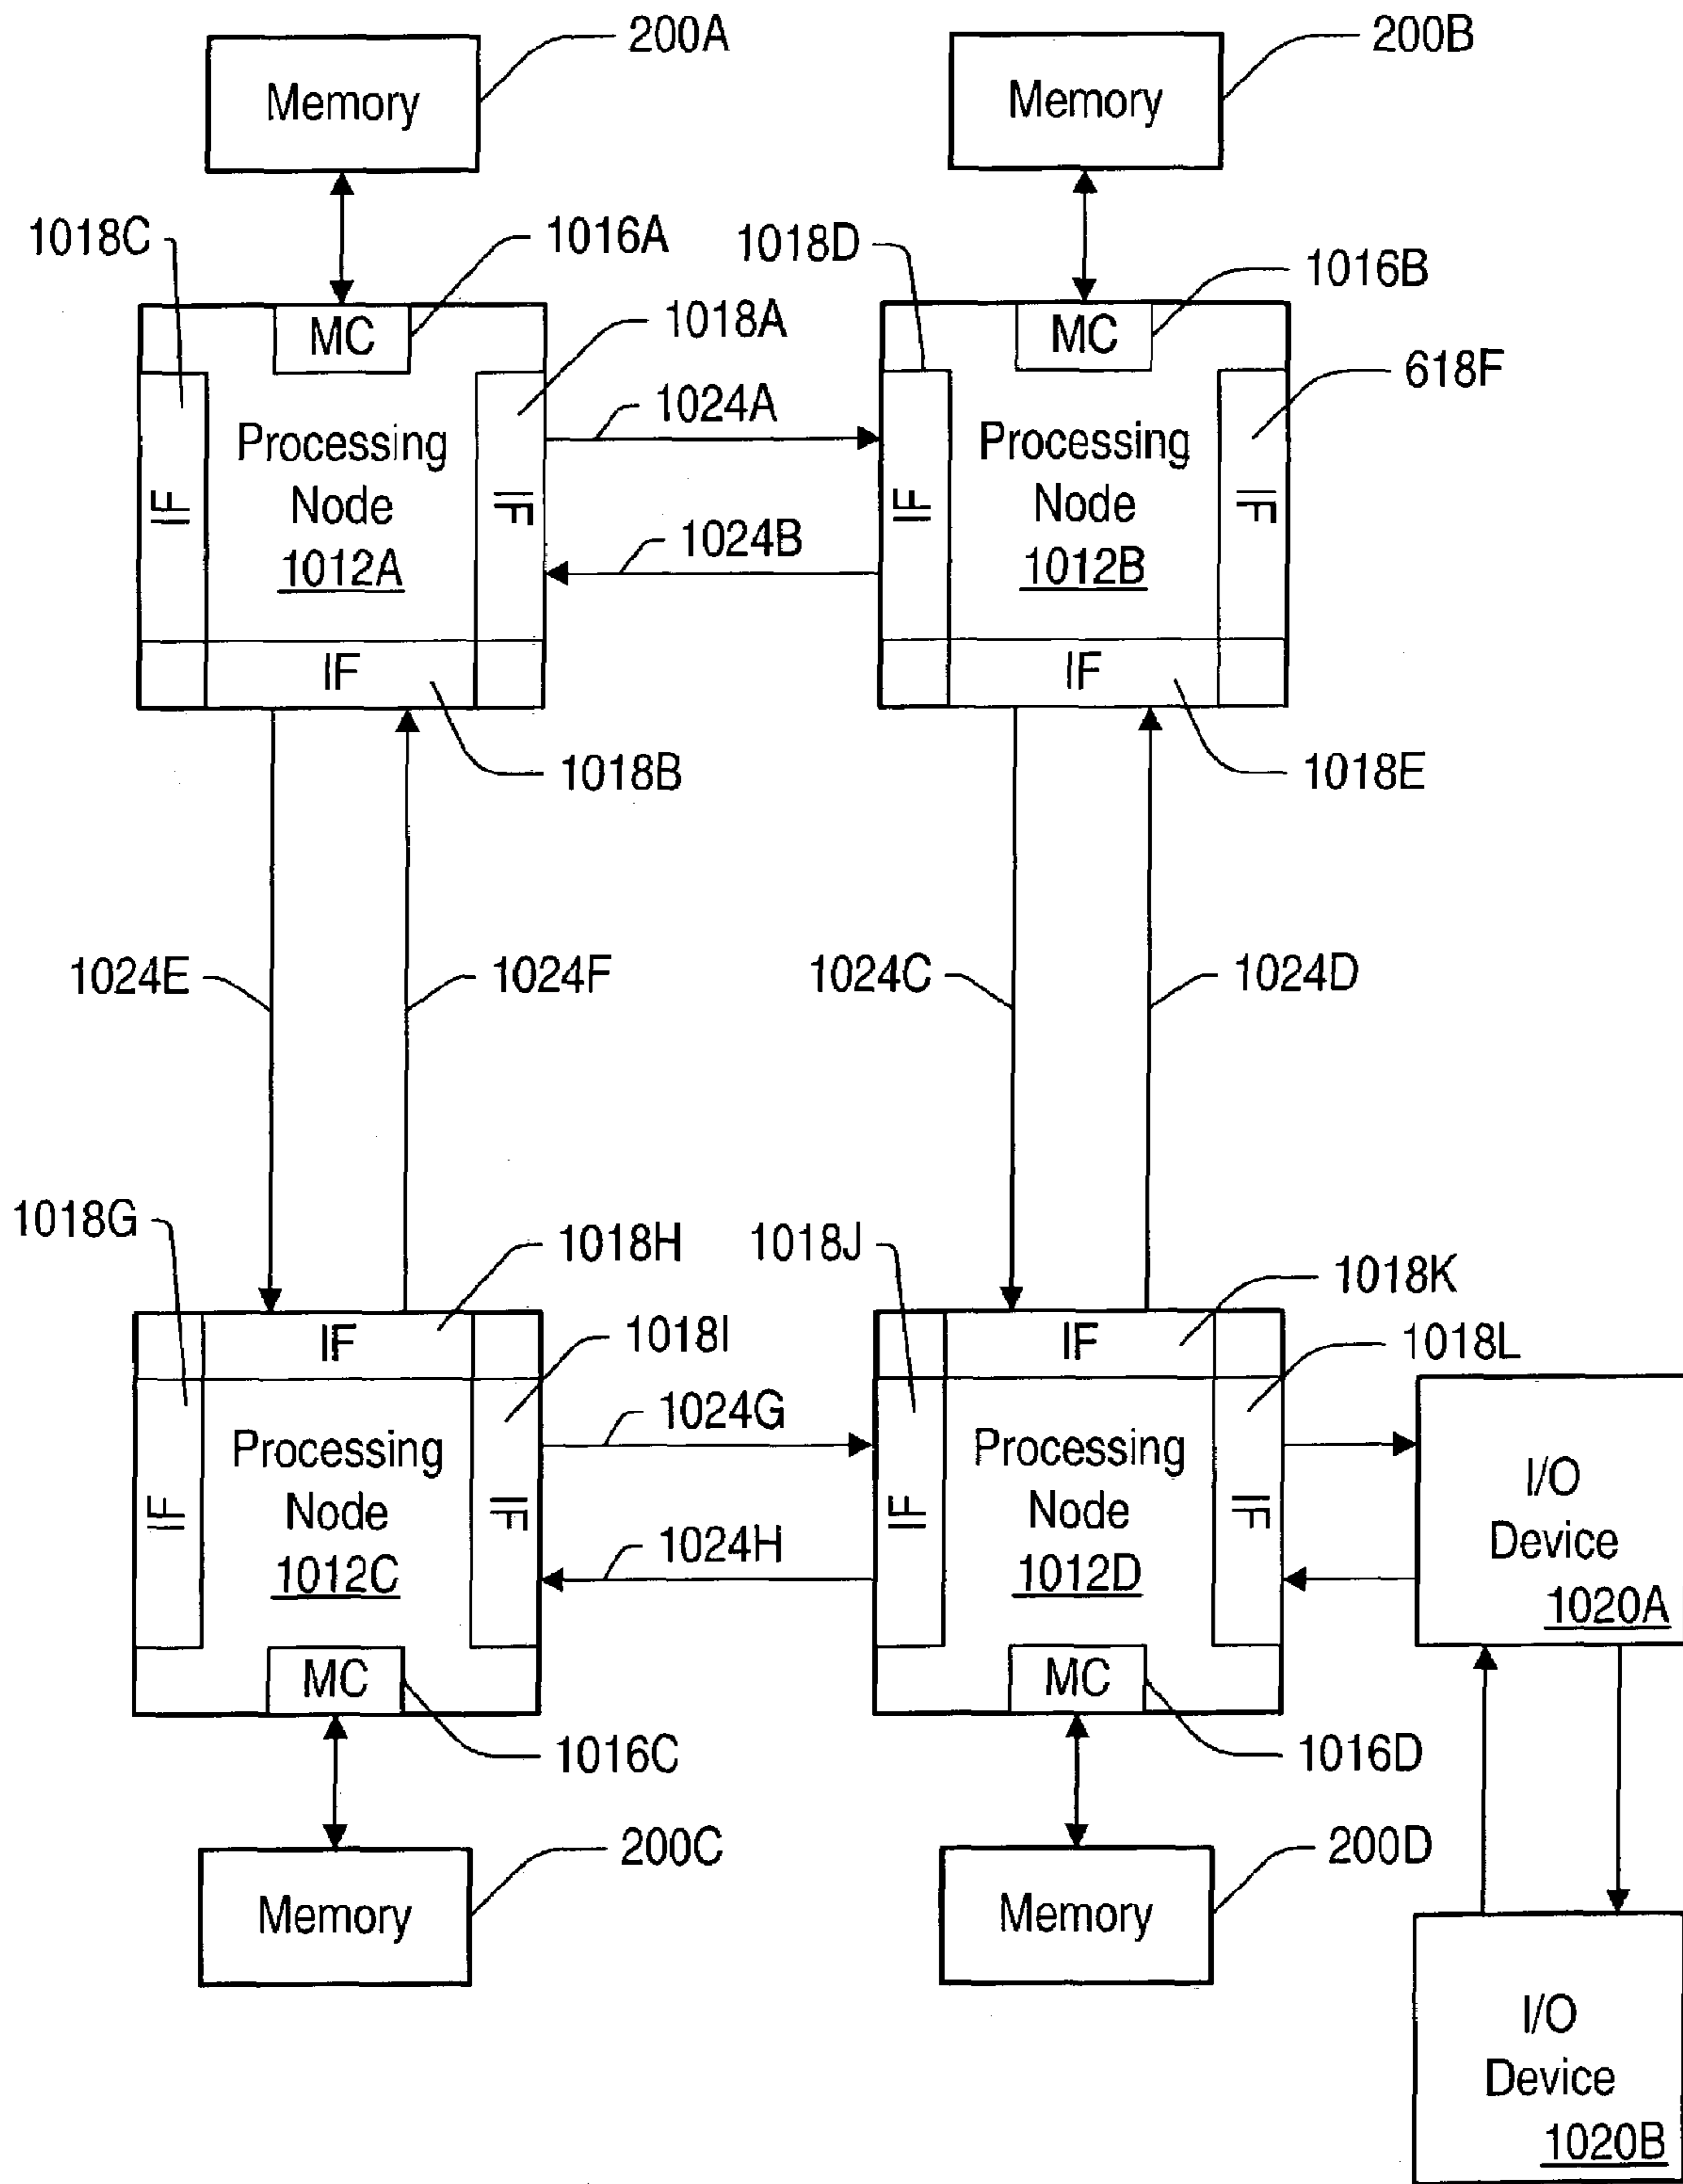 200A
200B
Memory
Memory
1018C
1016A
1018D
1016B
MC
1018A
MC
618F
1024A
Processing
Node
1012A
IF
IF
1024B
Processing
Node
1012B
IF
IF
IF
IF
1018B
1018E
1024E
1024F
1024C
1024D
1018G
1018H
1018J
1018K
IF
1018I
IF
1018L
1024G
Processing
Node
1012C
IF
IF
1024H
Processing
Node
1012D
IF
IF
I/O
Device
1020A
MC
1016C
MC
1016D
200C
200D
Memory
Memory
I/O
Device
1020B